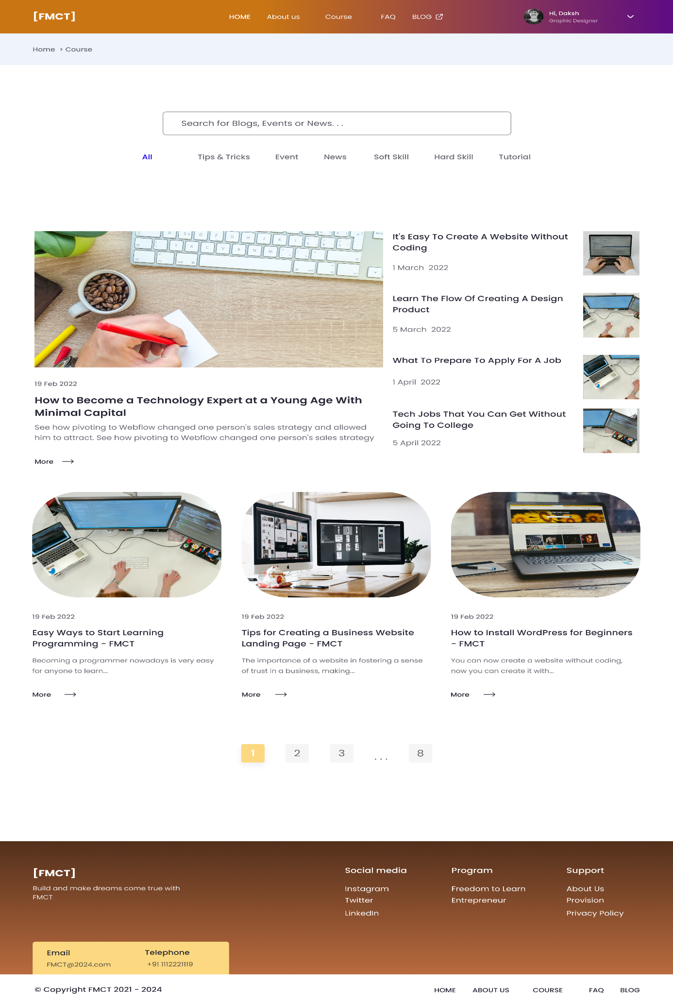 [FMCT]
HOME
About us
Course
FAQ
BLOG
Hi, Daksh
Graphic Designer
Home > Course
Search for Blogs, Events or News. . .
All
Tips & Tricks
Event
News
Soft Skill
Hard Skill
Tutorial
19 Feb 2022
How to Become a Technology Expert at a Young Age With
Minimal Capital
See how pivoting to Webflow changed one person's sales strategy and allowed
him to attract. See how pivoting to Webflow changed one person's sales strategy
More
It's Easy To Create A Website Without
Coding
1 March 2022
Learn The Flow Of Creating A Design
Product
5 March 2022
What To Prepare To Apply For A Job
1 April 2022
Tech Jobs That You Can Get Without
Going To College
5 April 2022
19 Feb 2022
Easy Ways to Start Learning
Programming - FMCT
Becoming a programmer nowadays is very easy
for anyone to learn...
More
19 Feb 2022
Tips for Creating a Business Website
Landing Page - FMCT
The importance of a website in fostering a sense
of trust in a business, making...
More
Free High Quality Images
19 Feb 2022
How to Install WordPress for Beginners
- FMCT
You can now create a website without coding,
now you can create it with...
More
1
2
3
. . .
8
[FMCT]
Build and make dreams come true with
FMCT
Social media
Instagram
Twitter
LinkedIn
Program
Freedom to Learn
Entrepreneur
Support
About Us
Provision
Privacy Policy
Email
FMCT@2024.com
Telephone
+91 1112221119
© Copyright FMCT 2021 - 2024
HOME
ABOUT US
COURSE
FAQ
BLOG